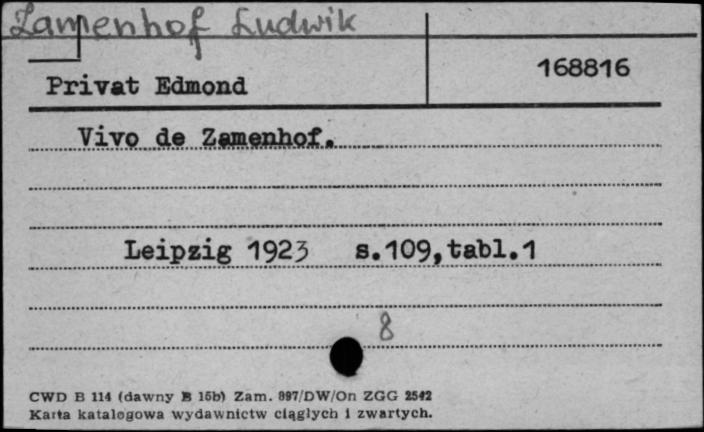 Zamenhof Ludwik
Privat Edmond
168816
Vivo de Zamenhof.
Leipzig 1923 s.109,tabl.1
8
CWD B 114 (dawny B 15b) Zam. 897/DW/On ZGG 2542
Karta katalogowa wydawnictw ciągłych i zwartych.